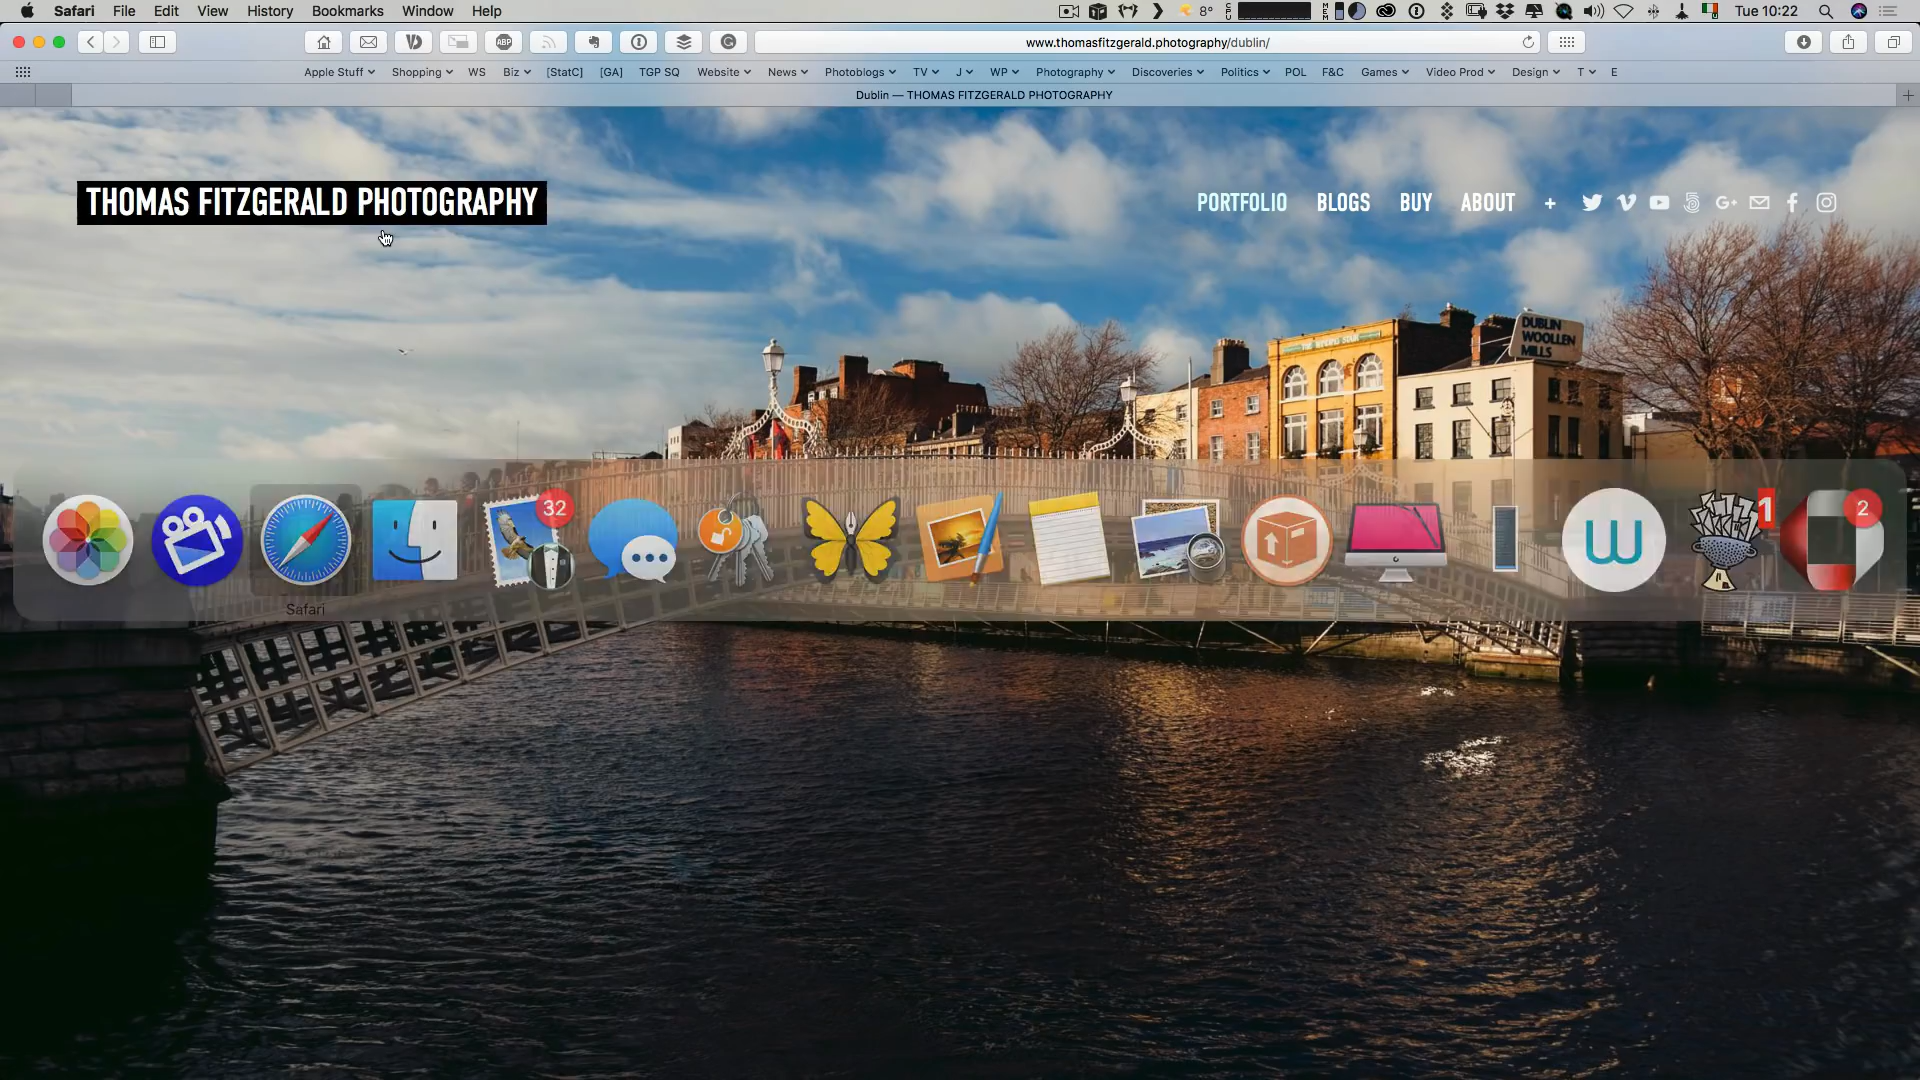 Safari File Edit View History Bookmarks Window Help 8° Tue 10:22
www.thomasfitzgerald.photography/dublin/
Apple Stuff Shopping WS Biz [StatC] [GA] TGP SQ Website News Photoblogs TV J WP Photography Discoveries Politics POL F&C Games Video Prod Design T E
Dublin — THOMAS FITZGERALD PHOTOGRAPHY
THOMAS FITZGERALD PHOTOGRAPHY
PORTFOLIO BLOGS BUY ABOUT +
DUBLIN
WOOLLEN
MILLS
32
1
2
Safari